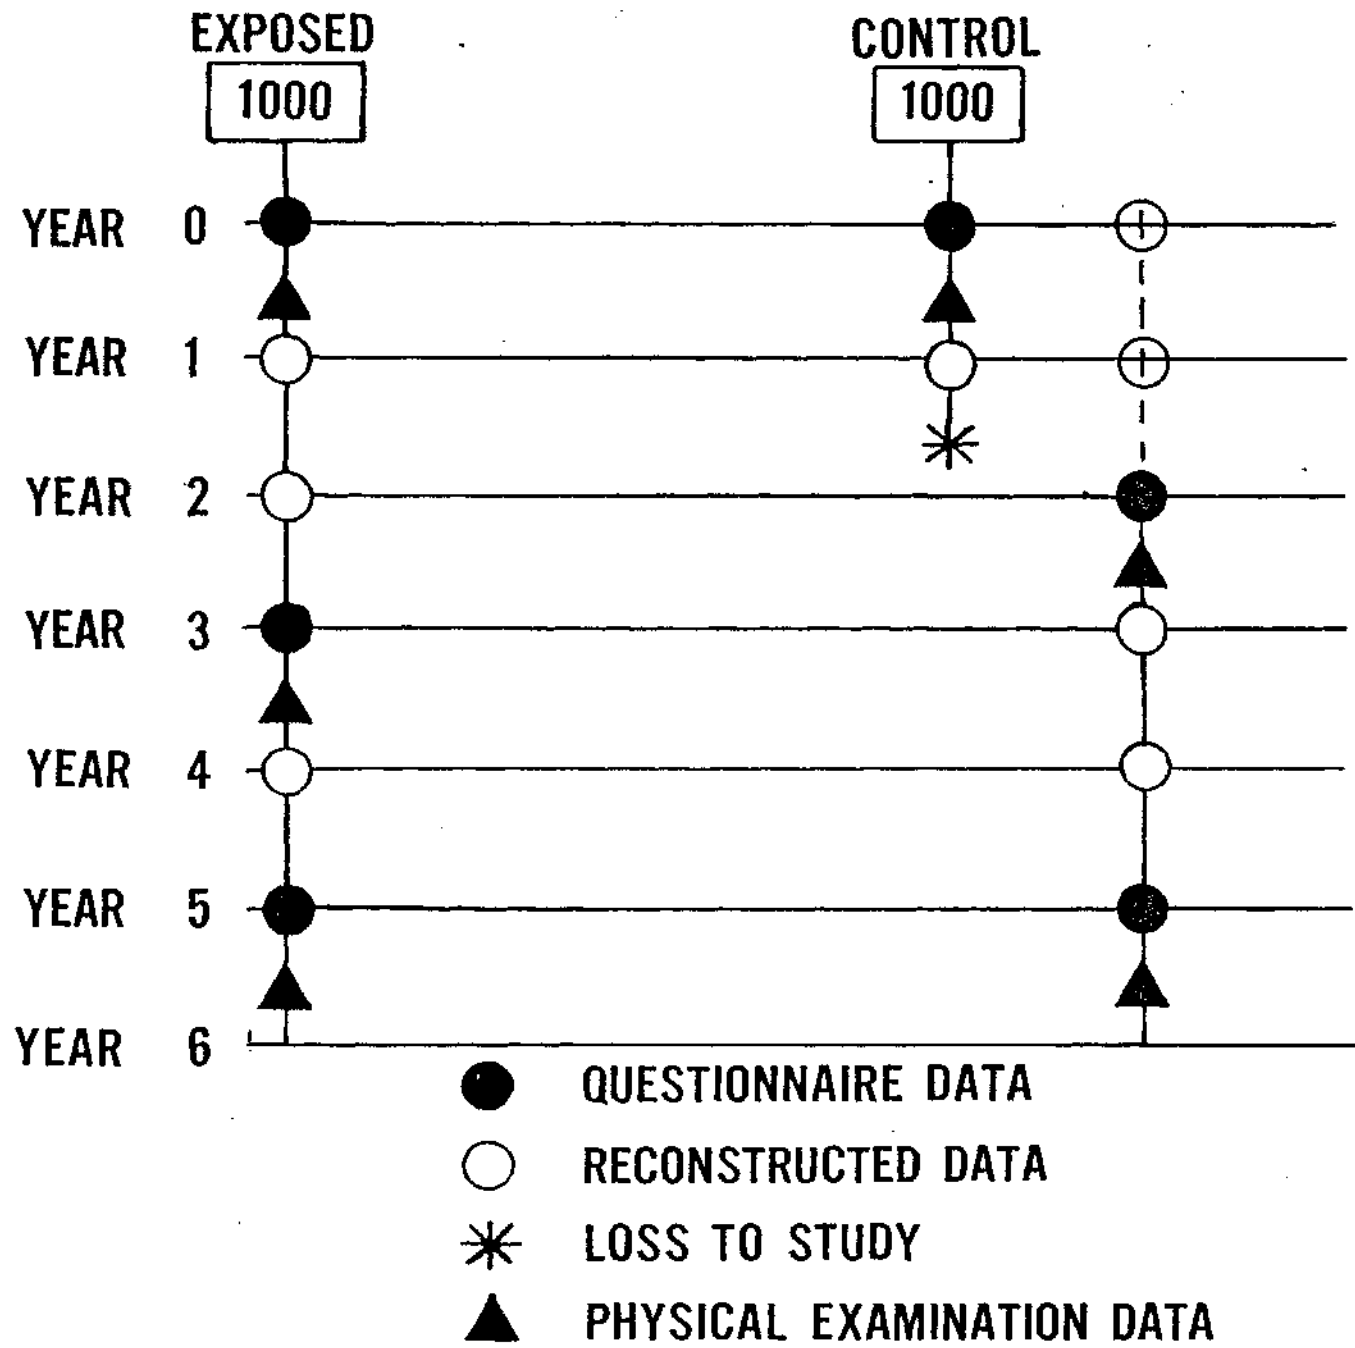 EXPOSED CONTROL
1000 1000
YEAR 0
YEAR 1
YEAR 2
YEAR 3
YEAR 4
YEAR 5
YEAR 6
QUESTIONNAIRE DATA
RECONSTRUCTED DATA
LOSS TO STUDY
PHYSICAL EXAMINATION DATA